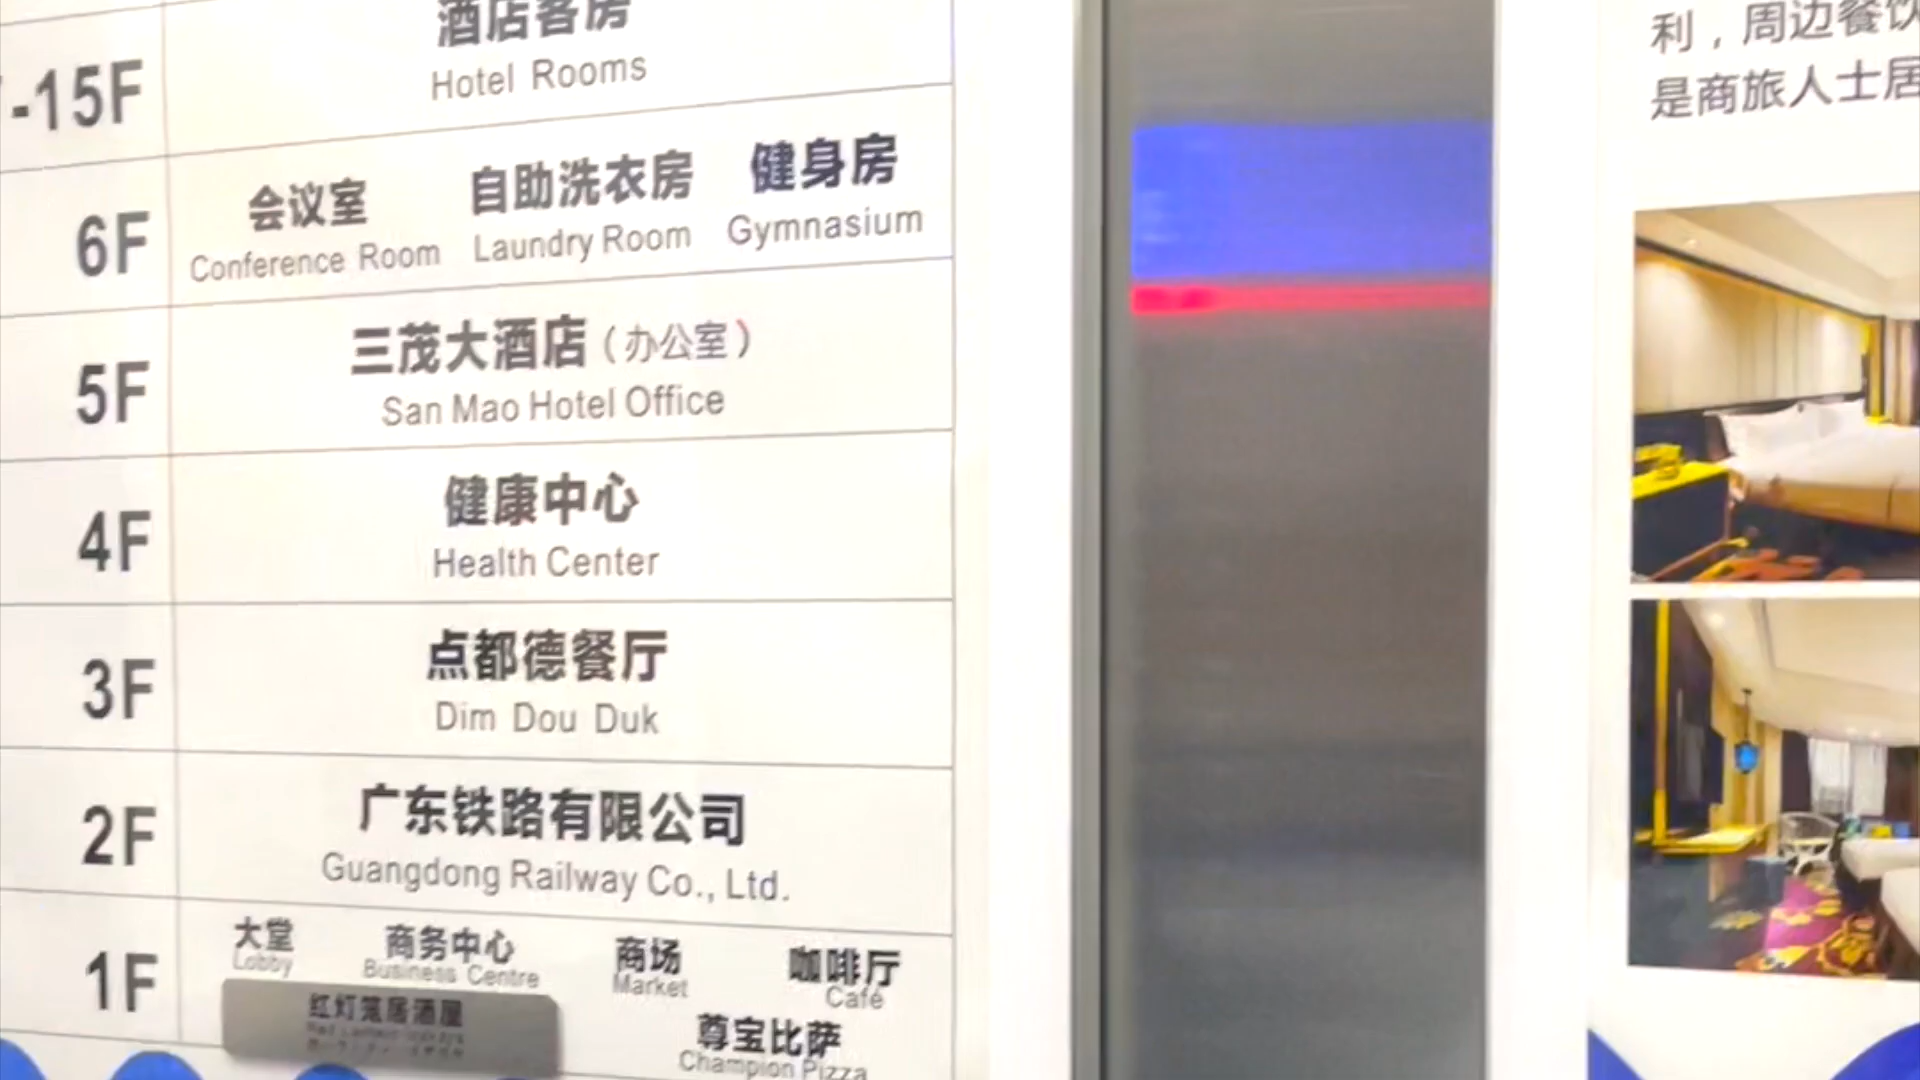 酒店客房
-15F
Hotel Rooms
会议室 自助洗衣房 健身房
6F
Conference Room Laundry Room Gymnasium
三茂大酒店（办公室）
5F
San Mao Hotel Office
健康中心
4F
Health Center
点都德餐厅
3F
Dim Dou Duk
广东铁路有限公司
2F
Guangdong Railway Co., Ltd.
1F
大堂 商务中心 商场 咖啡厅
Lobby Business Centre Market Café
红灯笼居酒屋
尊宝比萨
Champion Pizza
利，周边餐饮
是商旅人士居